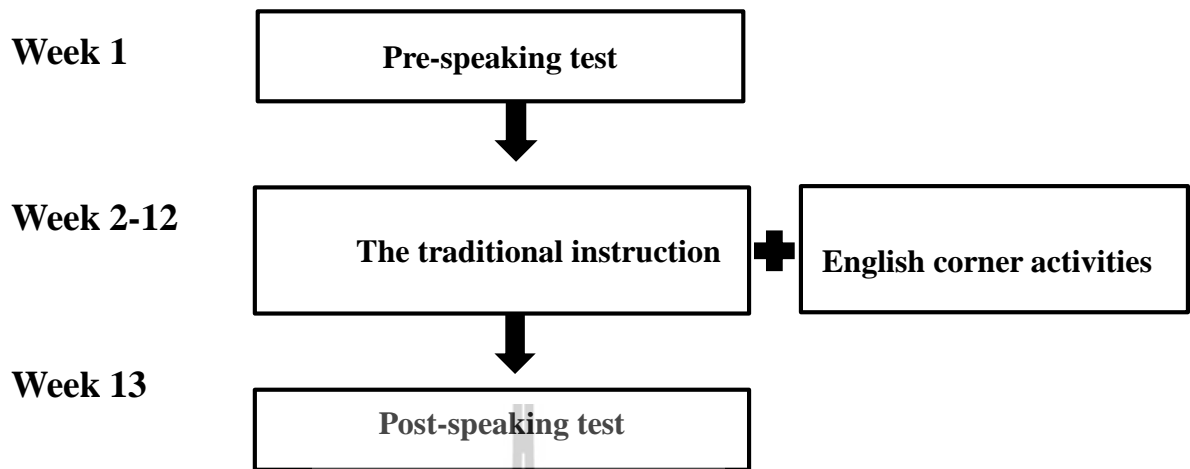 Week 1
Pre-speaking test
Week 2-12
The traditional instruction
English corner activities
Week 13
Post-speaking test